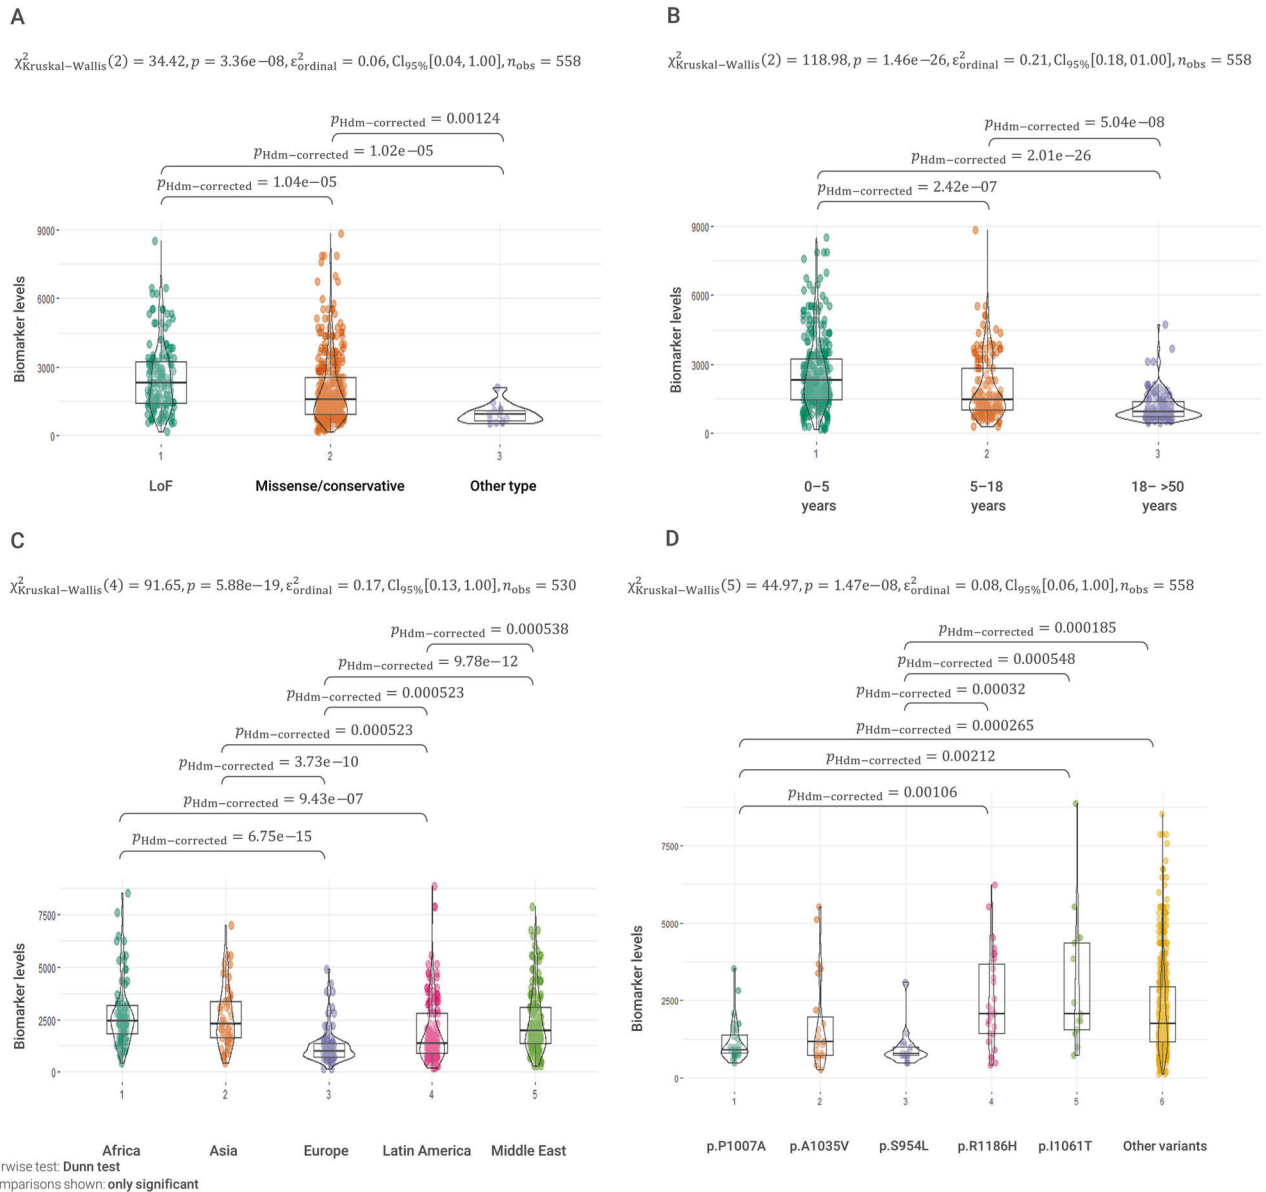 A
χ²Kruskal−Wallis(2) = 34.42, p = 3.36e−08, ε²ordinal = 0.06, CI95%[0.04, 1.00], nobs = 558
pHdm−corrected = 0.00124
pHdm−corrected = 1.02e−05
pHdm−corrected = 1.04e−05
Biomarker levels
9000
6000
3000
0
1 2 3
LoF Missense/conservative Other type
B
χ²Kruskal−Wallis(2) = 118.98, p = 1.46e−26, ε²ordinal = 0.21, CI95%[0.18, 01.00], nobs = 558
pHdm−corrected = 5.04e−08
pHdm−corrected = 2.01e−26
pHdm−corrected = 2.42e−07
Biomarker levels
9000
6000
3000
0
1 2 3
0−5 5−18 18− >50
years years years
C
χ²Kruskal−Wallis(4) = 91.65, p = 5.88e−19, ε²ordinal = 0.17, CI95%[0.13, 1.00], nobs = 530
pHdm−corrected = 0.000538
pHdm−corrected = 9.78e−12
pHdm−corrected = 0.000523
pHdm−corrected = 0.000523
pHdm−corrected = 3.73e−10
pHdm−corrected = 9.43e−07
pHdm−corrected = 6.75e−15
Biomarker levels
7500
5000
2500
0
1 2 3 4 5
Africa Asia Europe Latin America Middle East
rwise test: Dunn test
mparisons shown: only significant
D
χ²Kruskal−Wallis(5) = 44.97, p = 1.47e−08, ε²ordinal = 0.08, CI95%[0.06, 1.00], nobs = 558
pHdm−corrected = 0.000185
pHdm−corrected = 0.000548
pHdm−corrected = 0.00032
pHdm−corrected = 0.000265
pHdm−corrected = 0.00212
pHdm−corrected = 0.00106
Biomarker levels
7500
5000
2500
0
1 2 3 4 5 6
p.P1007A p.A1035V p.S954L p.R1186H p.I1061T Other variants